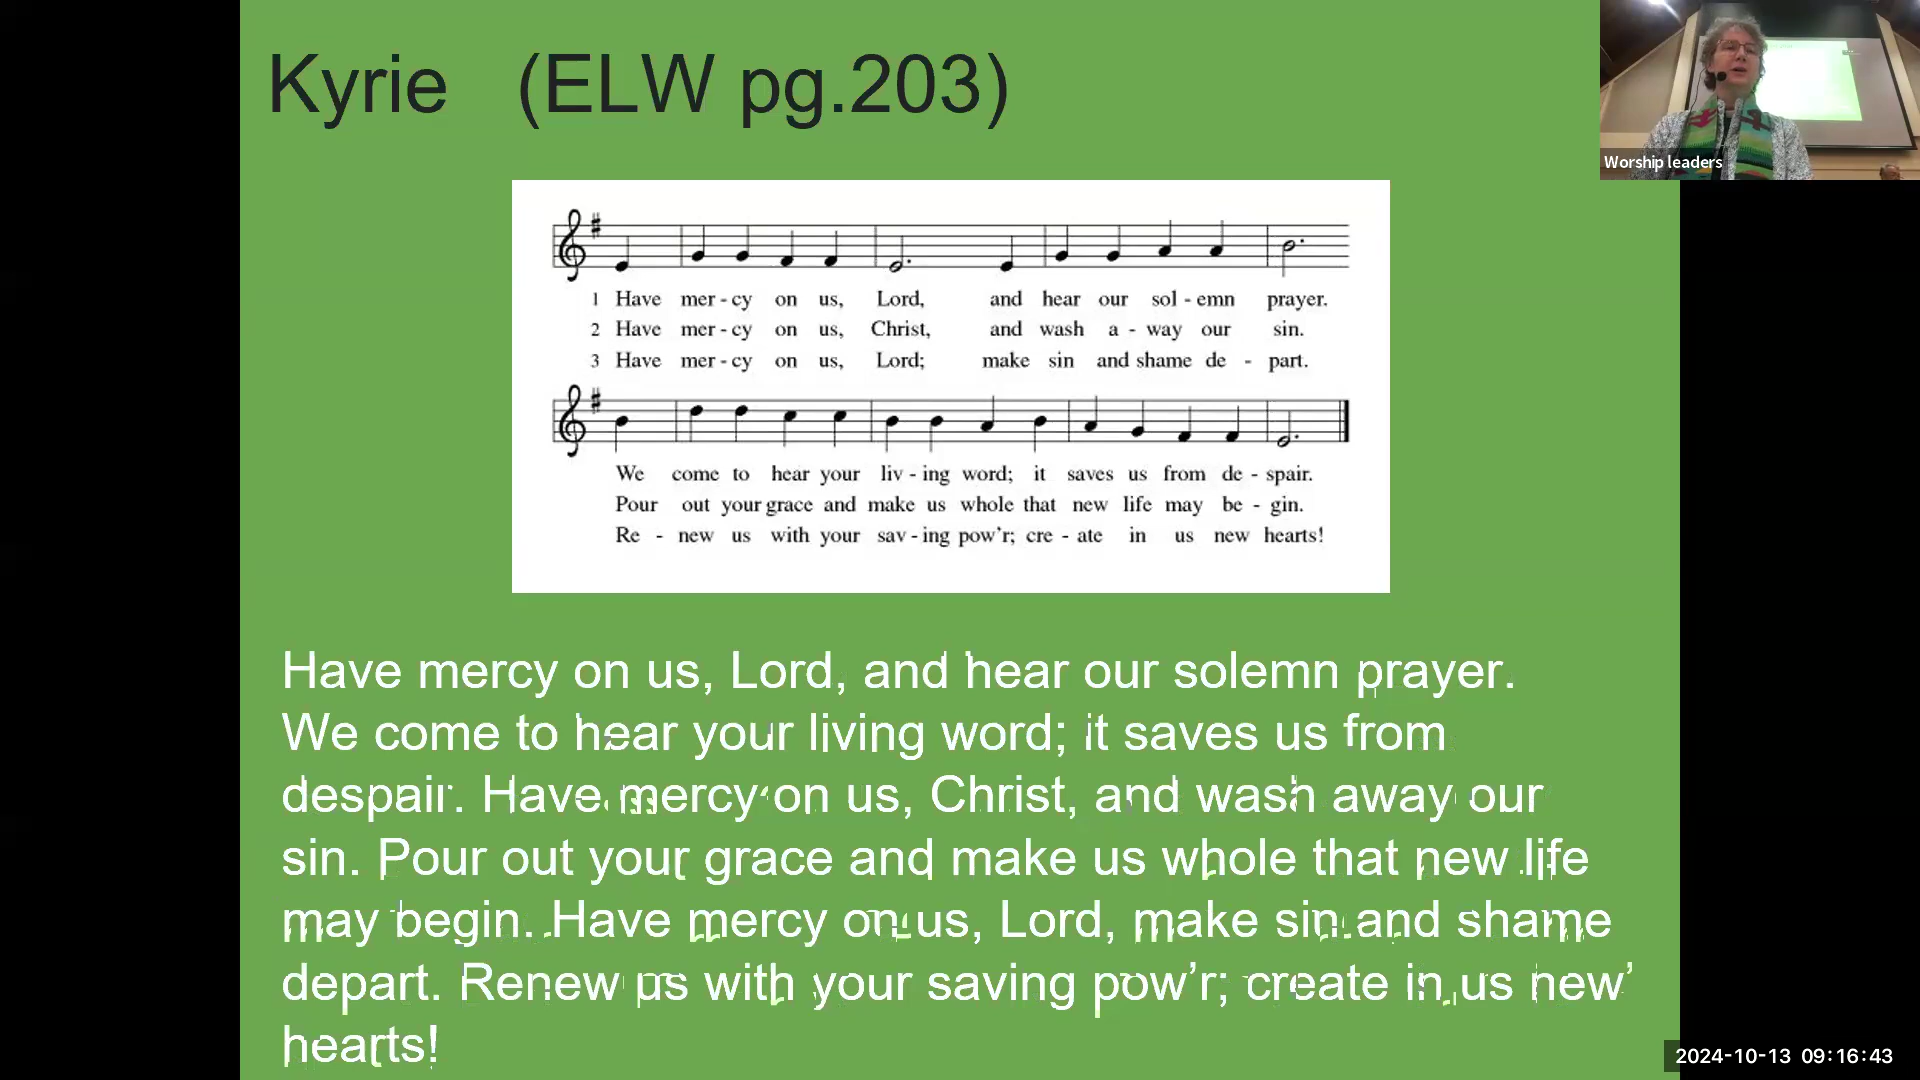 Kyrie (ELW pg.203)
Worship leaders
1 Have mer - cy on us, Lord, and hear our sol - emn prayer.
2 Have mer - cy on us, Christ, and wash a - way our sin.
3 Have mer - cy on us, Lord; make sin and shame de - part.
We come to hear your liv - ing word; it saves us from de - spair.
Pour out your grace and make us whole that new life may be - gin.
Re - new us with your sav - ing pow'r; cre - ate in us new hearts!
Have mercy on us, Lord, and hear our solemn prayer.
We come to hear your living word; it saves us from
despair. Have mercy on us, Christ, and wash away our
sin. Pour out your grace and make us whole that new life
may begin. Have mercy on us, Lord, make sin and shame
depart. Renew us with your saving pow’r; create in us new
hearts!
2024-10-13 09:16:43